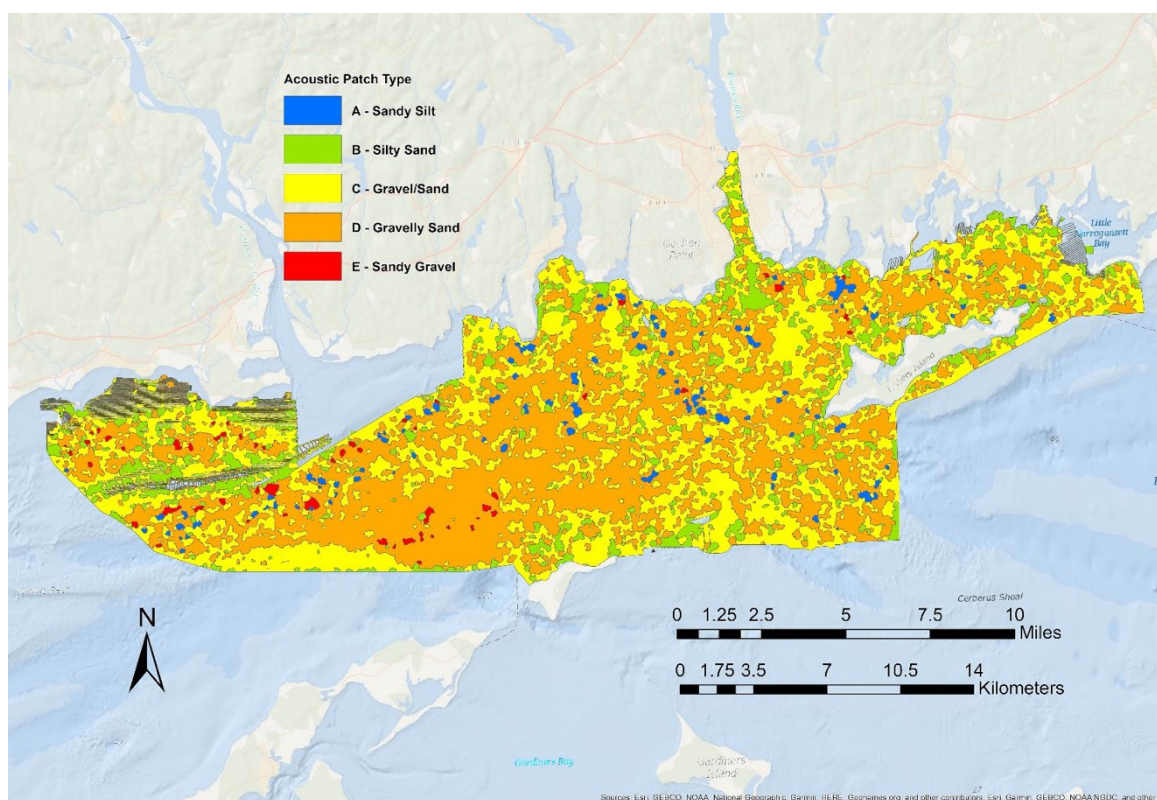 Acoustic Patch Type
A - Sandy Silt
B - Silty Sand
C - Gravel/Sand
D - Gravelly Sand
E - Sandy Gravel
Little
Narragansett
Bay
Point
Island
N
Cerberus Shoal
0 1.25 2.5 5 7.5 10
Miles
0 1.75 3.5 7 10.5 14
Kilometers
Gardiners Bay
Gardiners
Island
27
Sources: Esri, GEBCO, NOAA, National Geographic, Garmin, HERE, Geonames.org, and other contributors, Esri, Garmin, GEBCO, NOAA NGDC, and other